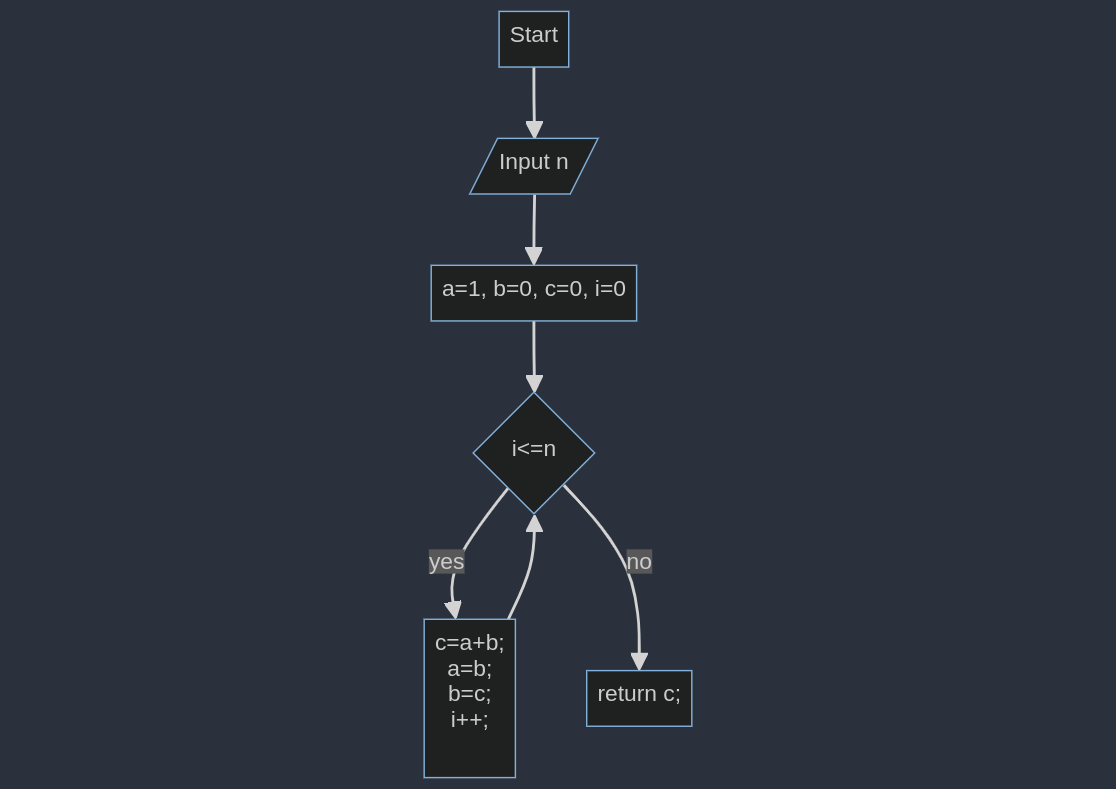 Start
Input n
a=1, b=0, c=0, i=0
i<=n
yes
no
c=a+b;
a=b;
b=c;
i++;
return c;